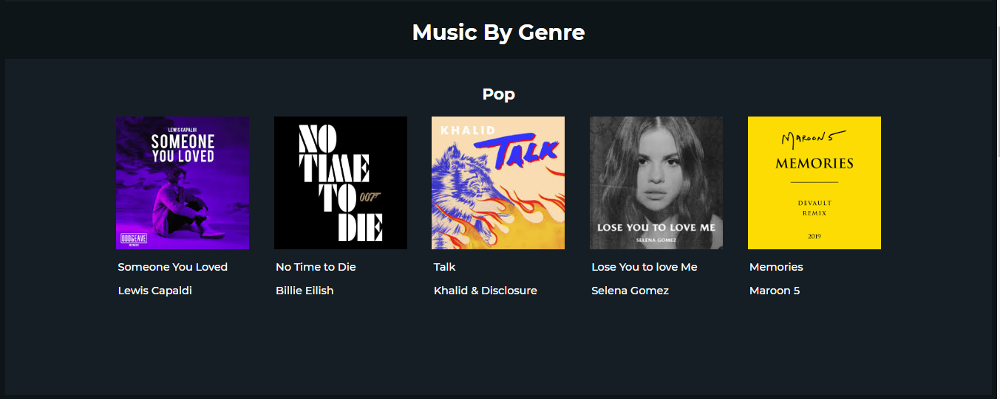 Music By Genre
Pop
LEWIS CAPALDI
SOMEONE
YOU LOVED
NO
TIME
TO
007
DIE
KHALID
TALK
LOSE YOU TO LOVE ME
SELENA GOMEZ
MAROON 5
MEMORIES
DEVAULT
REMIX
2019
REMIX
Someone You Loved
No Time to Die
Talk
Lose You to love Me
Memories
Lewis Capaldi
Billie Eilish
Khalid & Disclosure
Selena Gomez
Maroon 5